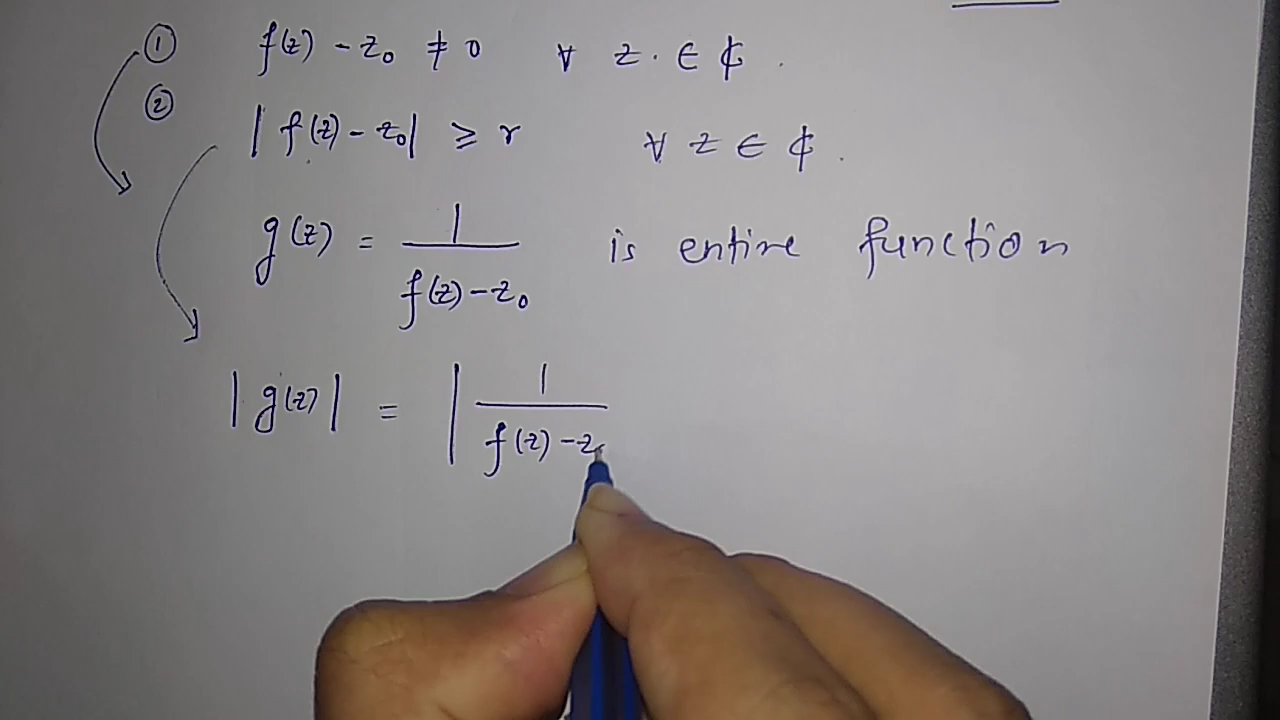 ① f(z) - z₀ ≠ 0 ∀ z. ∈ ℂ.
② |f(z) - z₀| ≥ r ∀ z ∈ ℂ.
g(z) = 1/(f(z) - z₀) is entire function
|g(z)| = |1/(f(z) - z₀